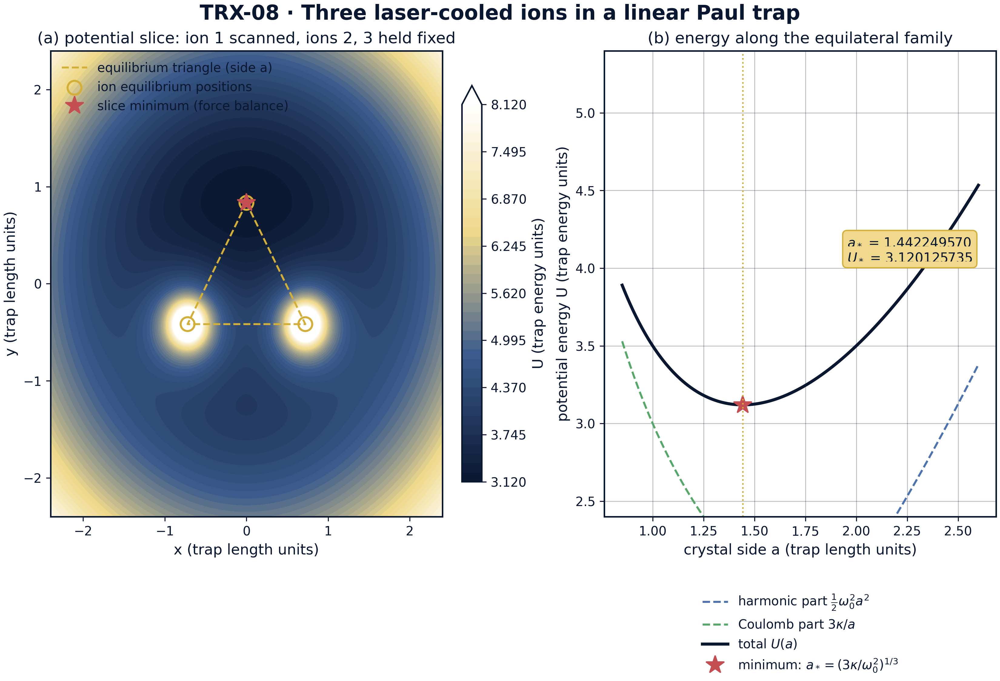 TRX-08 · Three laser-cooled ions in a linear Paul trap
(a) potential slice: ion 1 scanned, ions 2, 3 held fixed
equilibrium triangle (side a)
ion equilibrium positions
slice minimum (force balance)
2
1
0
−1
−2
y (trap length units)
−2
−1
0
1
2
x (trap length units)
8.120
7.495
6.870
6.245
5.620
4.995
4.370
3.745
3.120
U (trap energy units)
(b) energy along the equilateral family
5.0
4.5
4.0
3.5
3.0
2.5
potential energy U (trap energy units)
a* = 1.442249570
U* = 3.120125735
1.00
1.25
1.50
1.75
2.00
2.25
2.50
crystal side a (trap length units)
harmonic part ½ω₀²a²
Coulomb part 3κ/a
total U(a)
minimum: a* = (3κ/ω₀²)^{1/3}